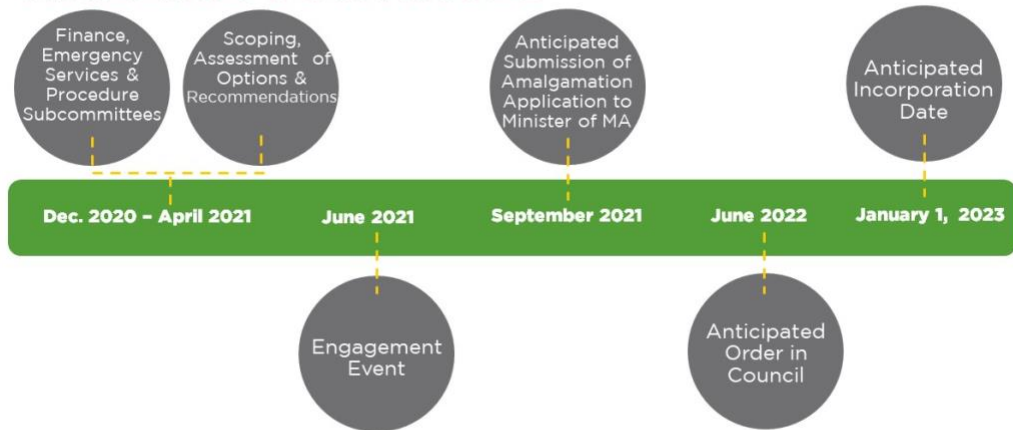 Finance,
Emergency
Services &
Procedure
Subcommittees
Scoping,
Assessment of
Options &
Recommendations
Anticipated
Submission of
Amalgamation
Application to
Minister of MA
Anticipated
Incorporation
Date
Dec. 2020 – April 2021
June 2021
September 2021
June 2022
January 1, 2023
Engagement
Event
Anticipated
Order in
Council